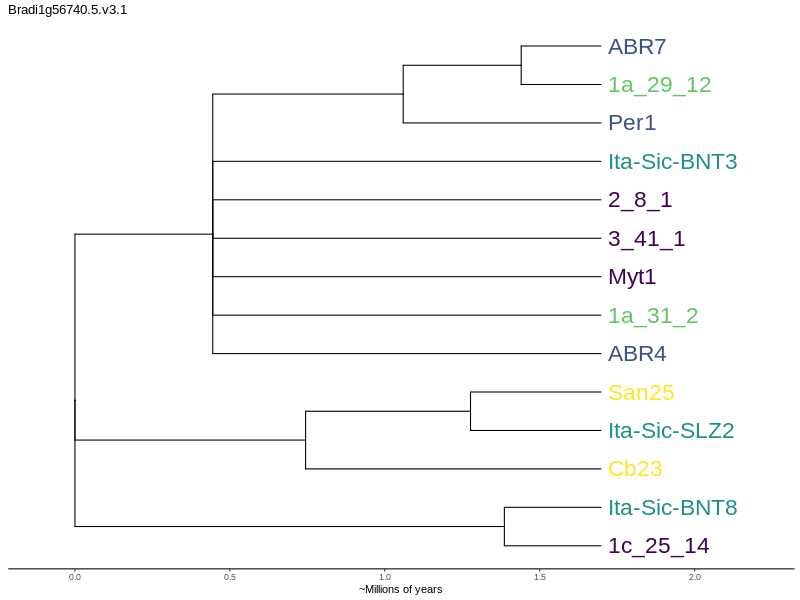 Bradi1g56740.5.v3.1
ABR7
1a_29_12
Per1
Ita-Sic-BNT3
2_8_1
3_41_1
Myt1
1a_31_2
ABR4
San25
Ita-Sic-SLZ2
Cb23
Ita-Sic-BNT8
1c_25_14
0.0 0.5 1.0 1.5 2.0
~Millions of years